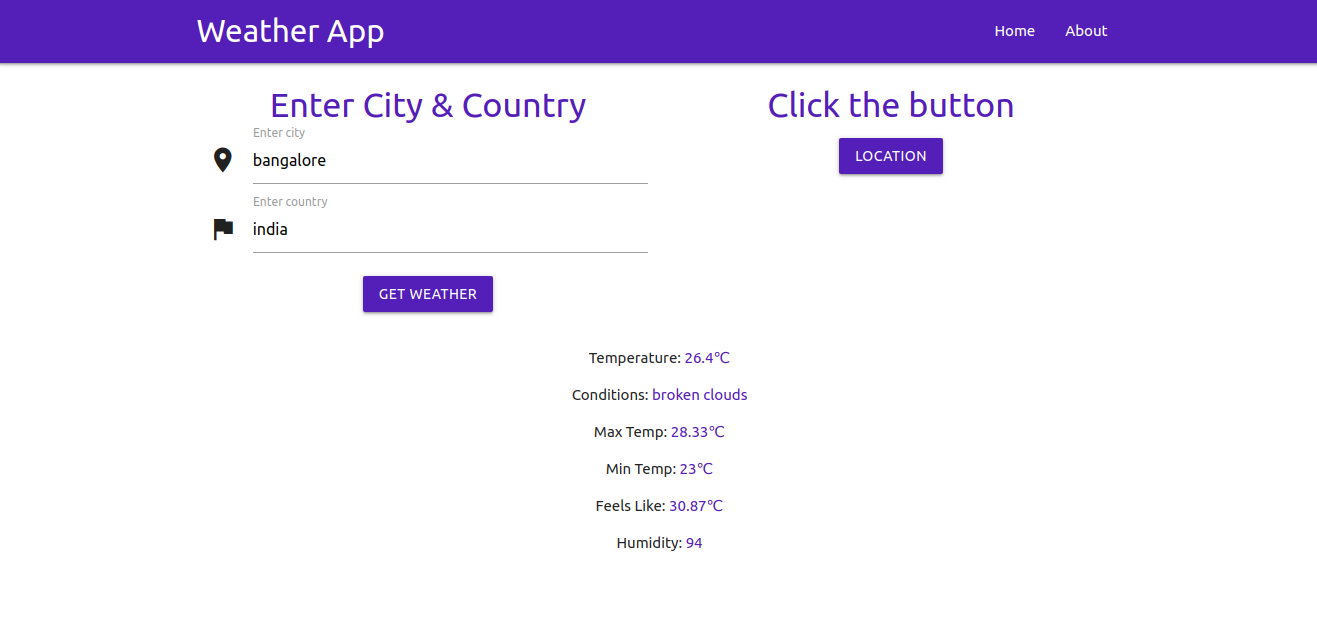 Weather App
Home About
Enter City & Country
Enter city
bangalore
Enter country
india
GET WEATHER
Click the button
LOCATION
Temperature: 26.4℃
Conditions: broken clouds
Max Temp: 28.33℃
Min Temp: 23℃
Feels Like: 30.87℃
Humidity: 94